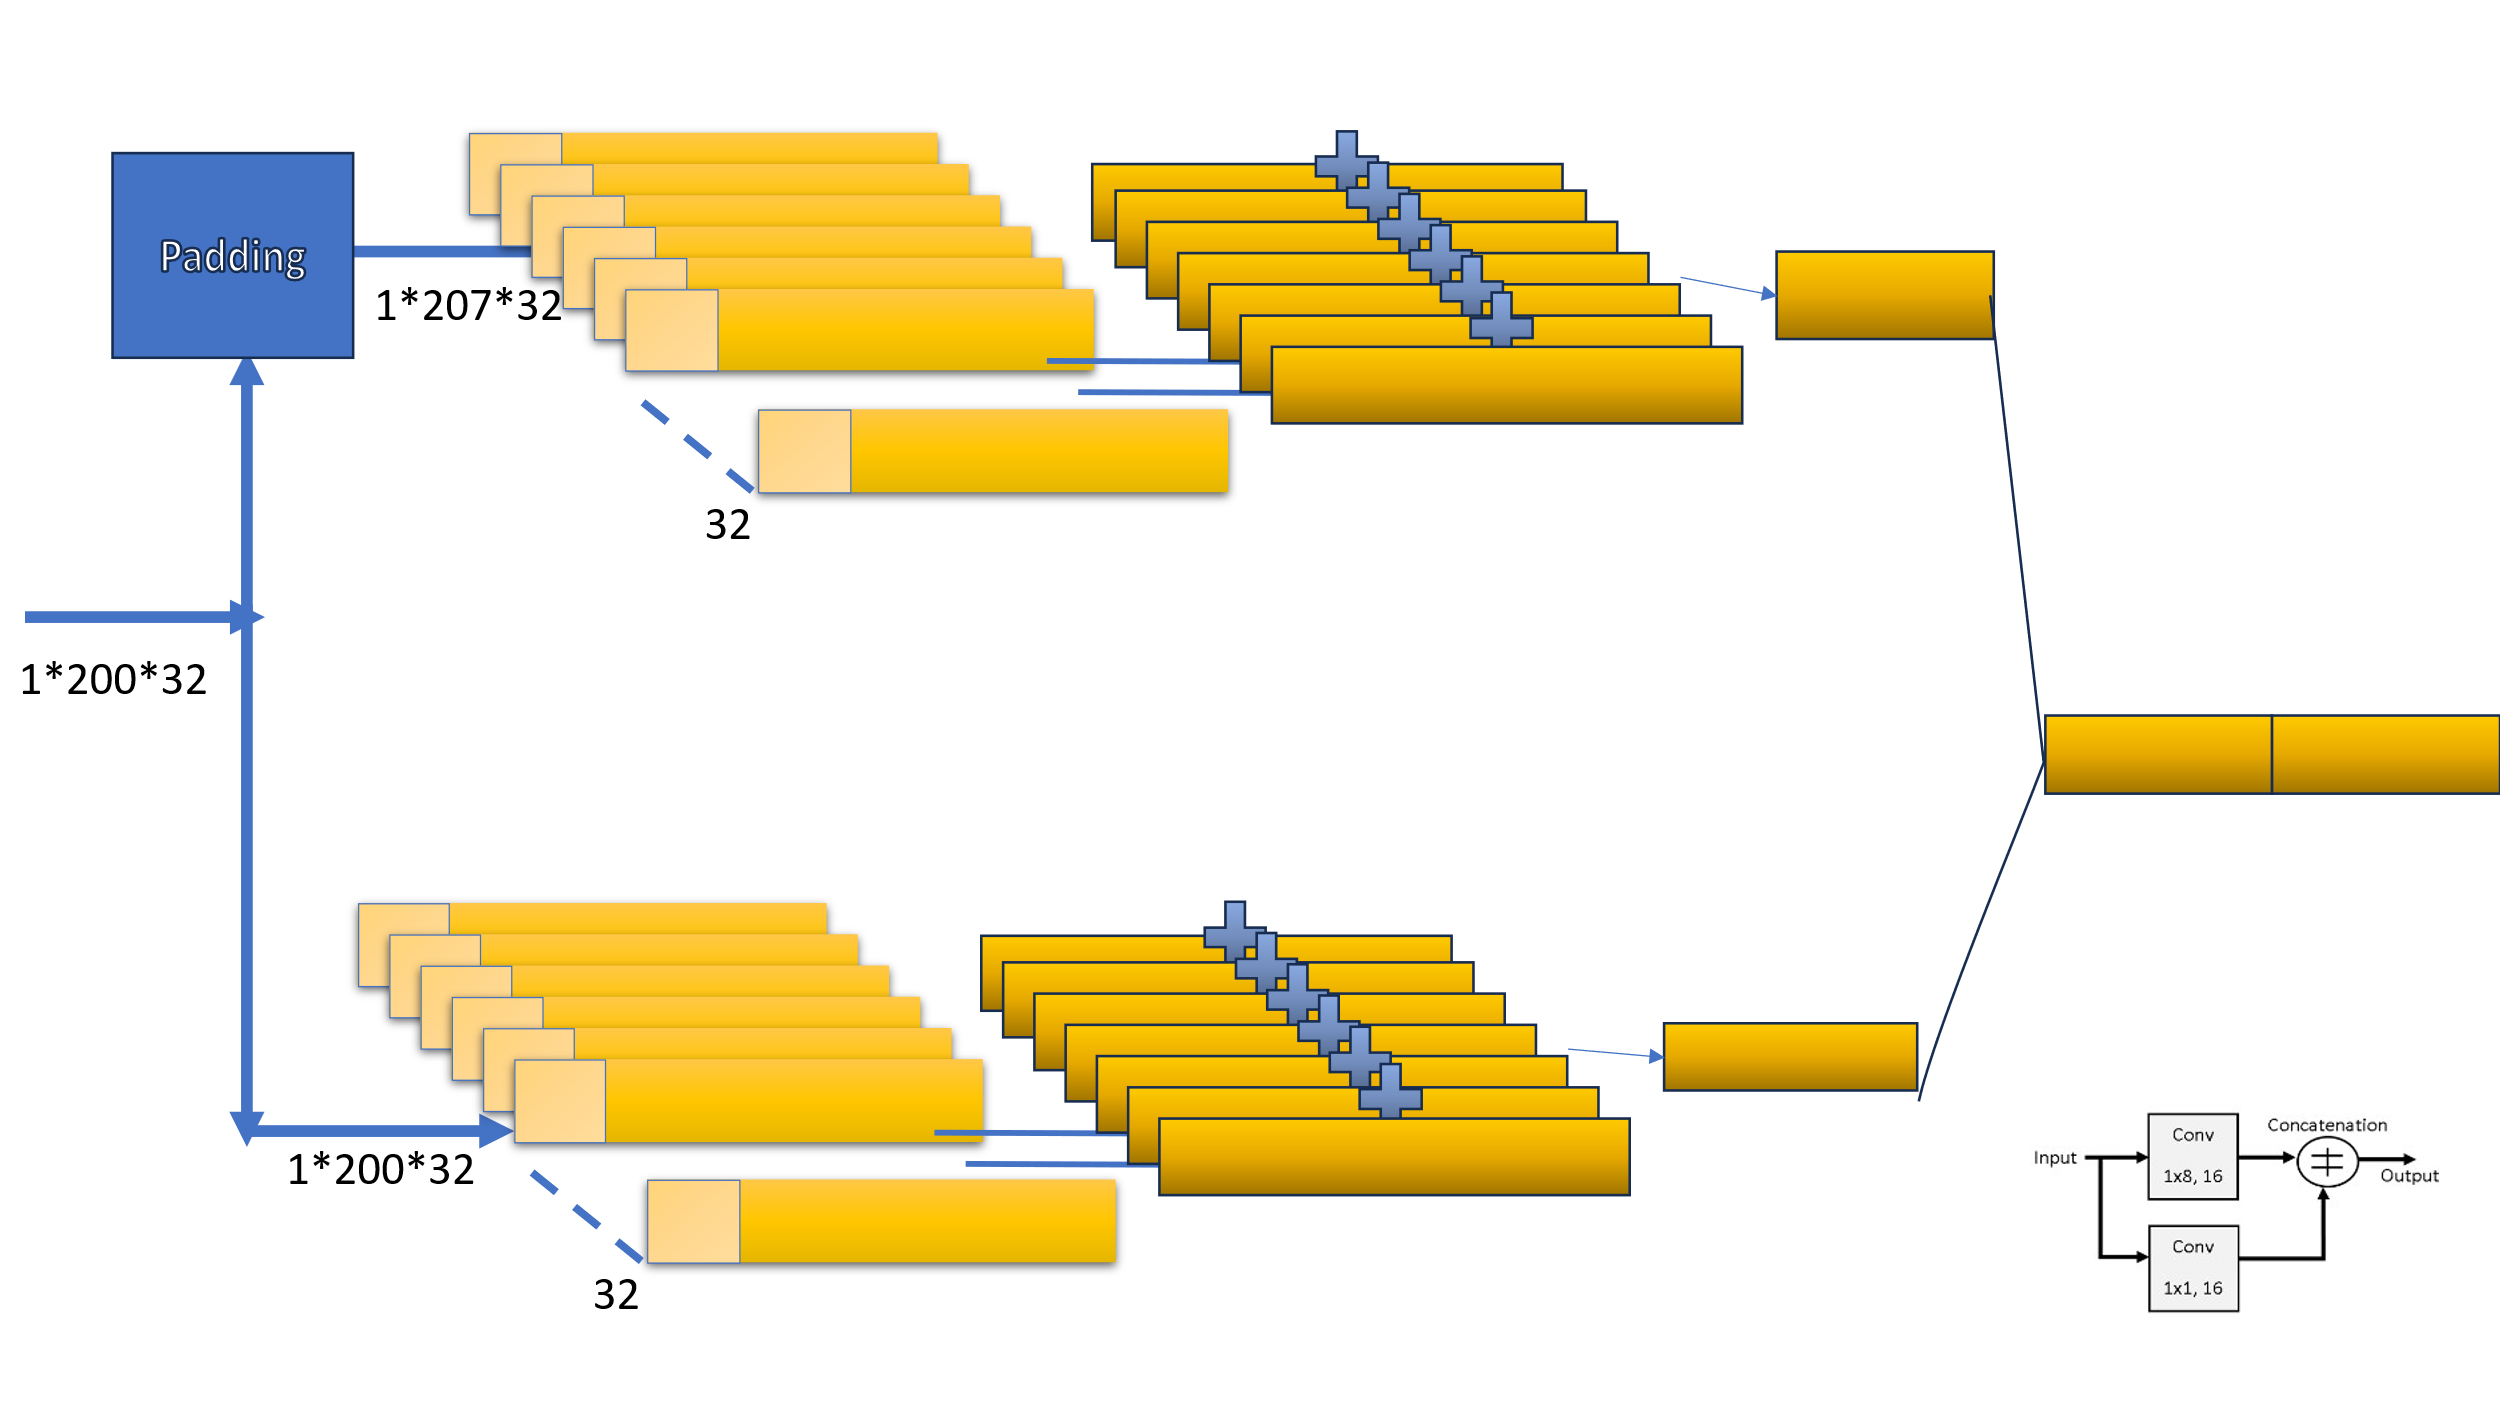 Padding
1*207*32
32
1*200*32
1*200*32
32
Concatenation
Conv
1x8, 16
Input
Output
Conv
1x1, 16